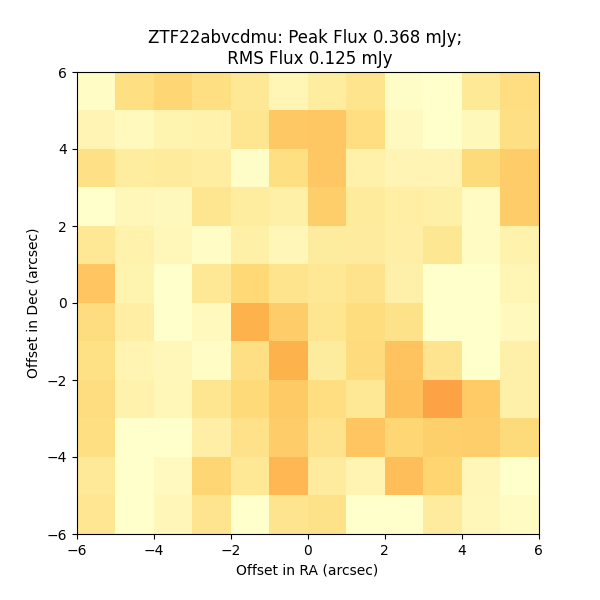 ZTF22abvcdmu: Peak Flux 0.368 mJy;
RMS Flux 0.125 mJy
6
4
2
0
−2
−4
−6
Offset in Dec (arcsec)
−6 −4 −2 0 2 4 6
Offset in RA (arcsec)